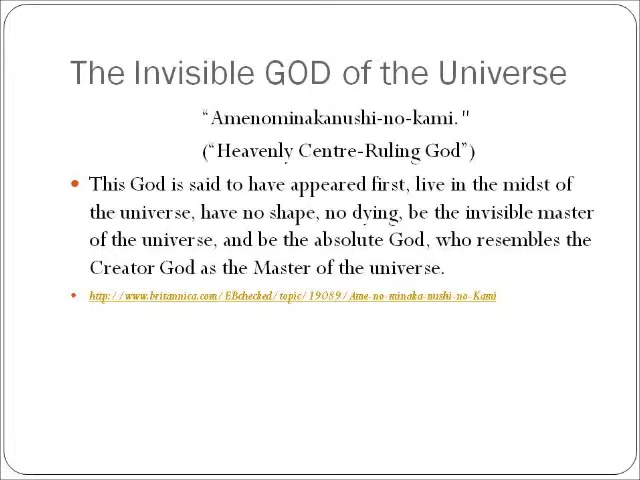 The Invisible GOD of the Universe
“Amenominakanushi-no-kami."
(“Heavenly Centre-Ruling God”)
• This God is said to have appeared first, live in the midst of
the universe, have no shape, no dying, be the invisible master
of the universe, and be the absolute God, who resembles the
Creator God as the Master of the universe.
• http://www.britannica.com/EBchecked/topic/19089/Ame-no-minaka-nushi-no-Kami